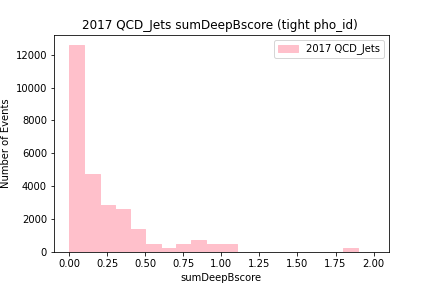 2017 QCD_Jets sumDeepBscore (tight pho_id)
2017 QCD_Jets
Number of Events
12000
10000
8000
6000
4000
2000
0
0.00 0.25 0.50 0.75 1.00 1.25 1.50 1.75 2.00
sumDeepBscore